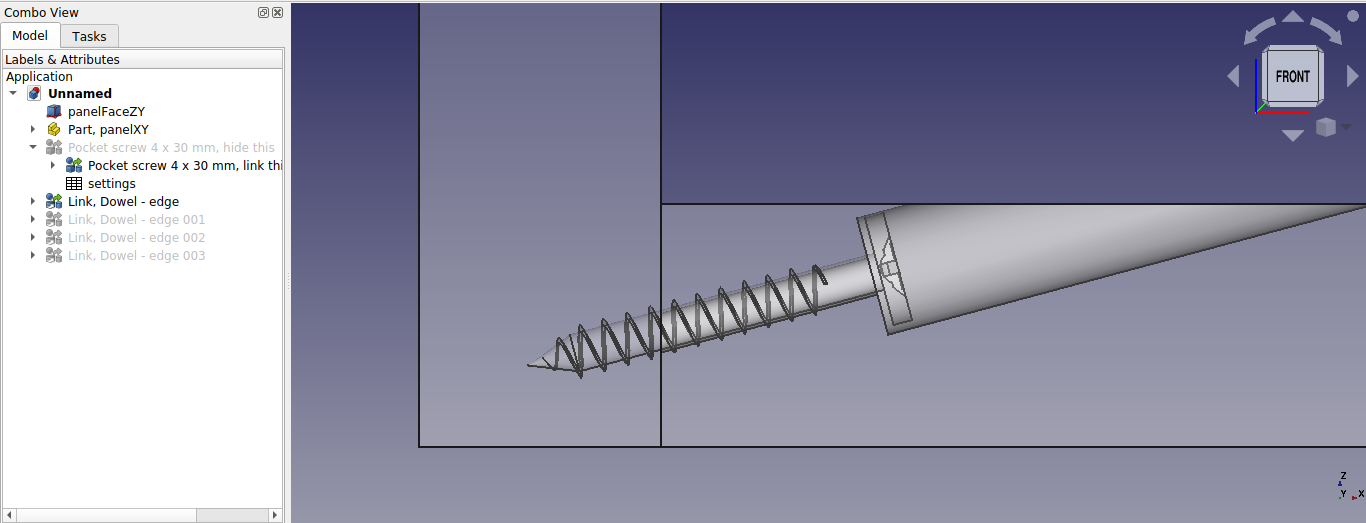 Combo View
Model
Tasks
Labels & Attributes
Application
Unnamed
panelFaceZY
Part, panelXY
Pocket screw 4 x 30 mm, hide this
Pocket screw 4 x 30 mm, link thi
settings
Link, Dowel - edge
Link, Dowel - edge 001
Link, Dowel - edge 002
Link, Dowel - edge 003
FRONT
Z
Y X